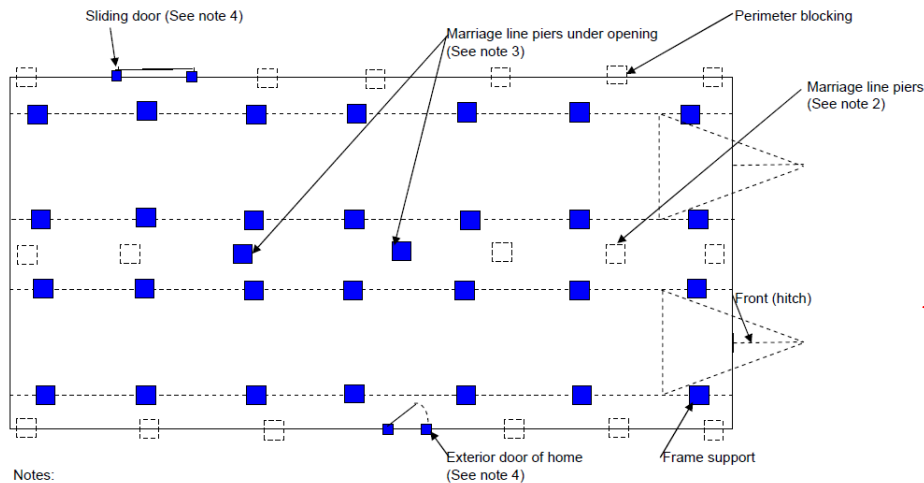 Sliding door (See note 4)
Marriage line piers under opening
(See note 3)
Perimeter blocking
Marriage line piers
(See note 2)
Front (hitch)
Exterior door of home
(See note 4)
Frame support
Notes: